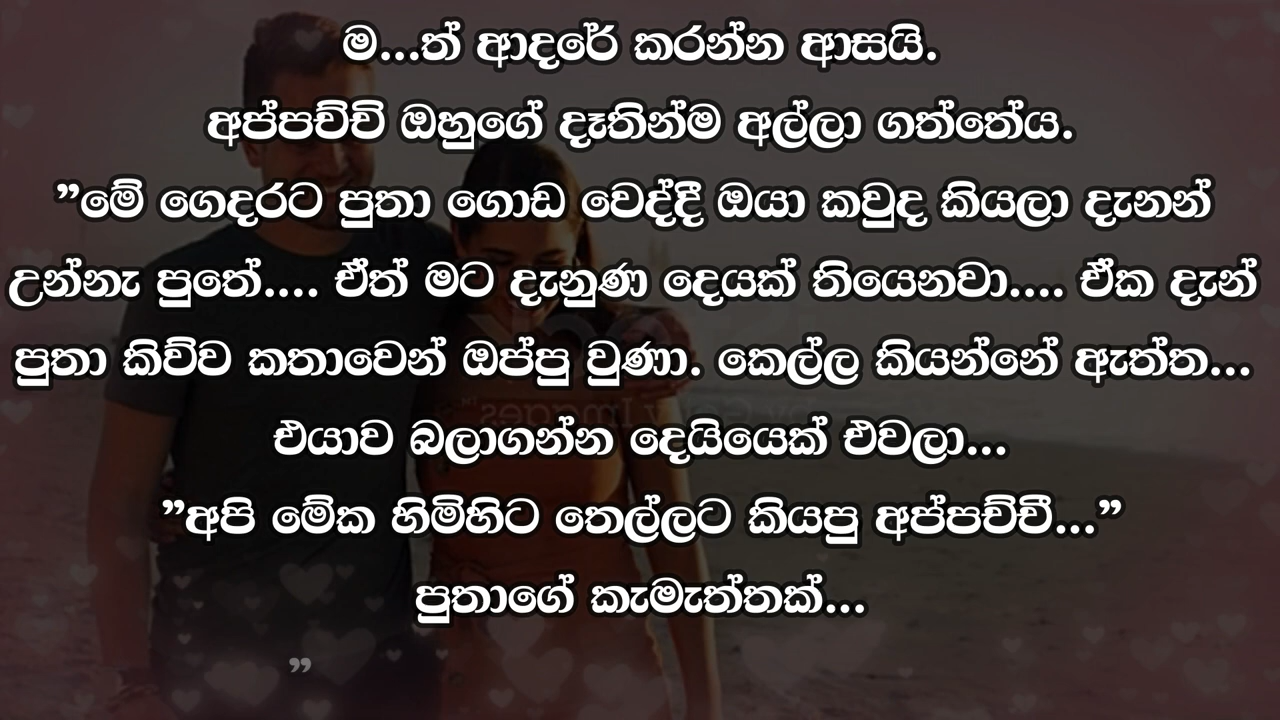 ම...ත් ආදරේ කරන්න ආසයි.
අප්පච්චි ඔහුගේ දෑතින්ම අල්ලා ගත්තේය.
”මේ ගෙදරට පුතා ගොඩ වෙද්දී ඔයා කවුද කියලා දැනන්
උන්නැ පුතේ.... ඒත් මට දැනුණ දෙයක් තියෙනවා.... ඒක දැන්
පුතා කිව්ව කතාවෙන් ඔප්පු වුණා. කෙල්ල කියන්නේ ඇත්ත...
එයාව බලාගන්න දෙයියෙක් එවලා...
”අපි මේක හිමිහිට තෙල්ලට කියපු අප්පච්චී...”
පුතාගේ කැමැත්තක්...
”